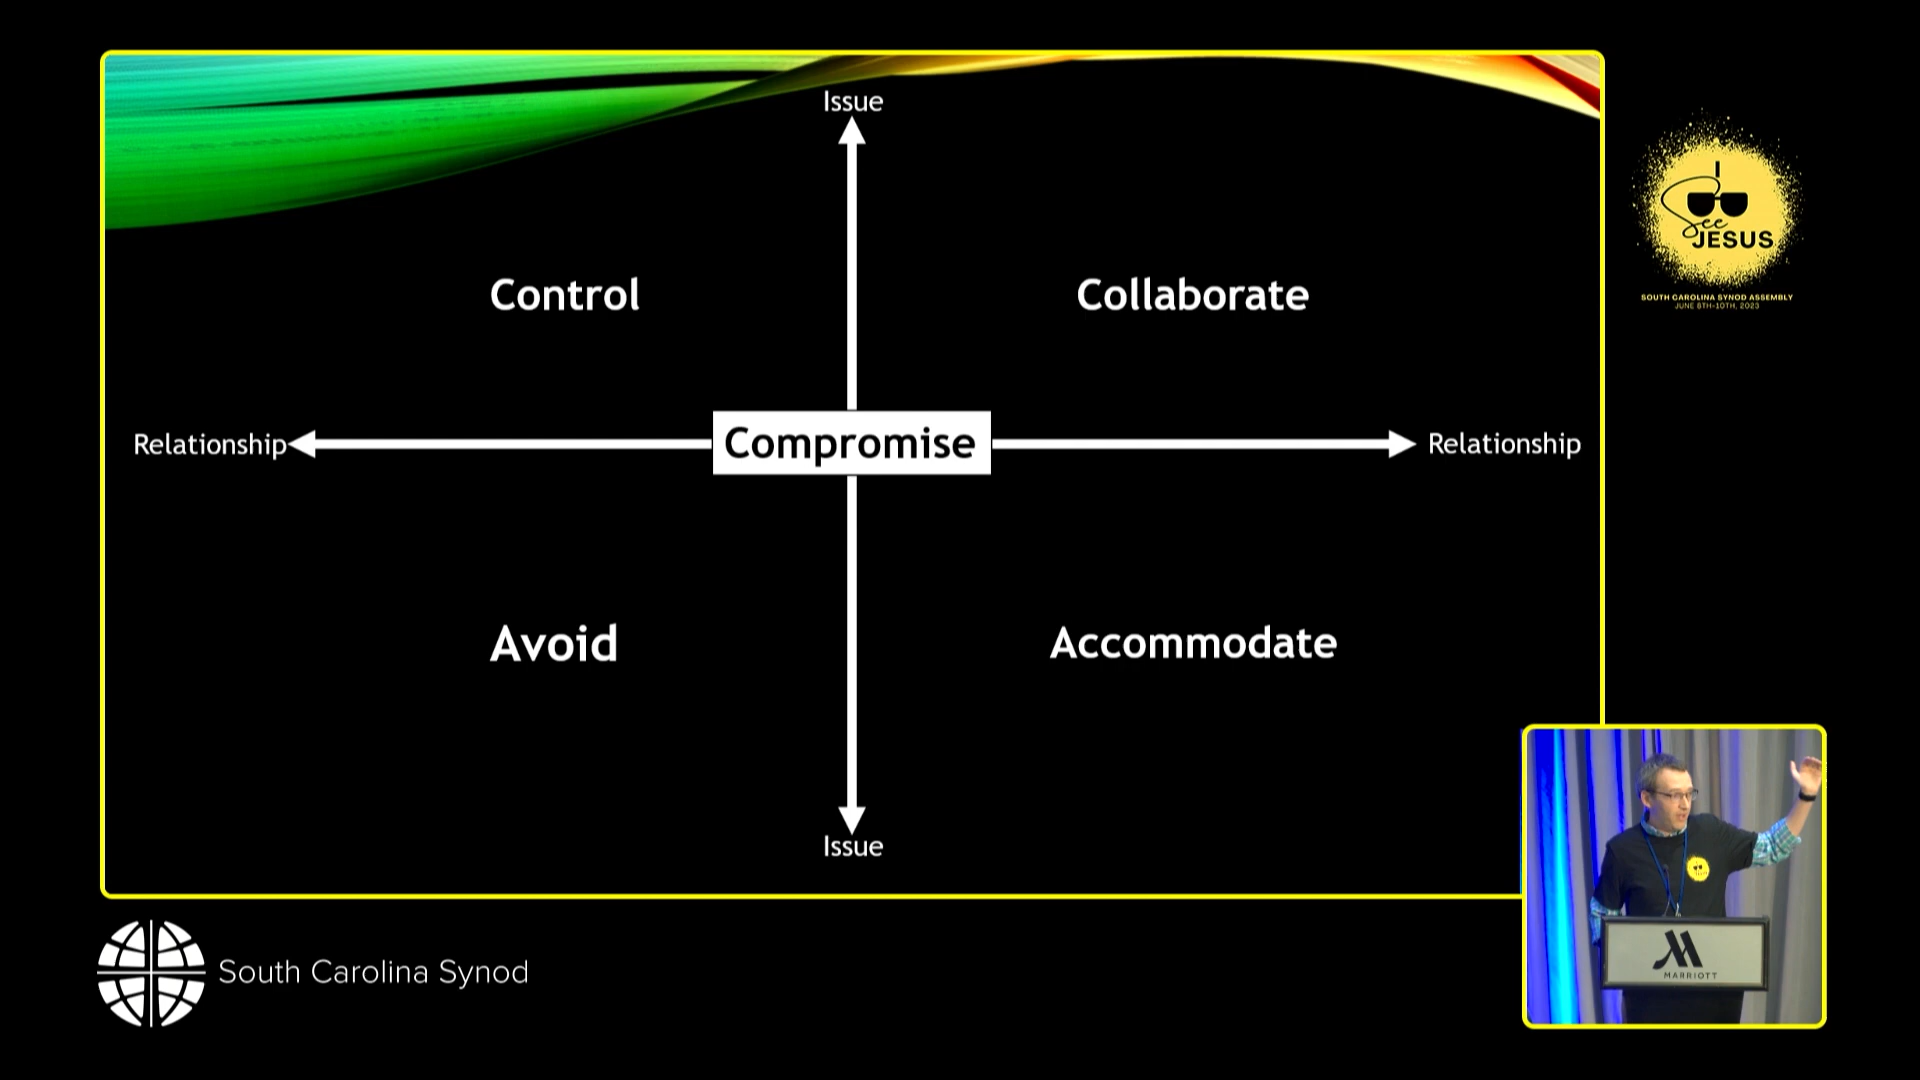 Issue
Control
Collaborate
Relationship
Compromise
Relationship
Avoid
Accommodate
Issue
I
See
JESUS
SOUTH CAROLINA SYNOD ASSEMBLY
JUNE 8TH-10TH, 2023
MARRIOTT
South Carolina Synod